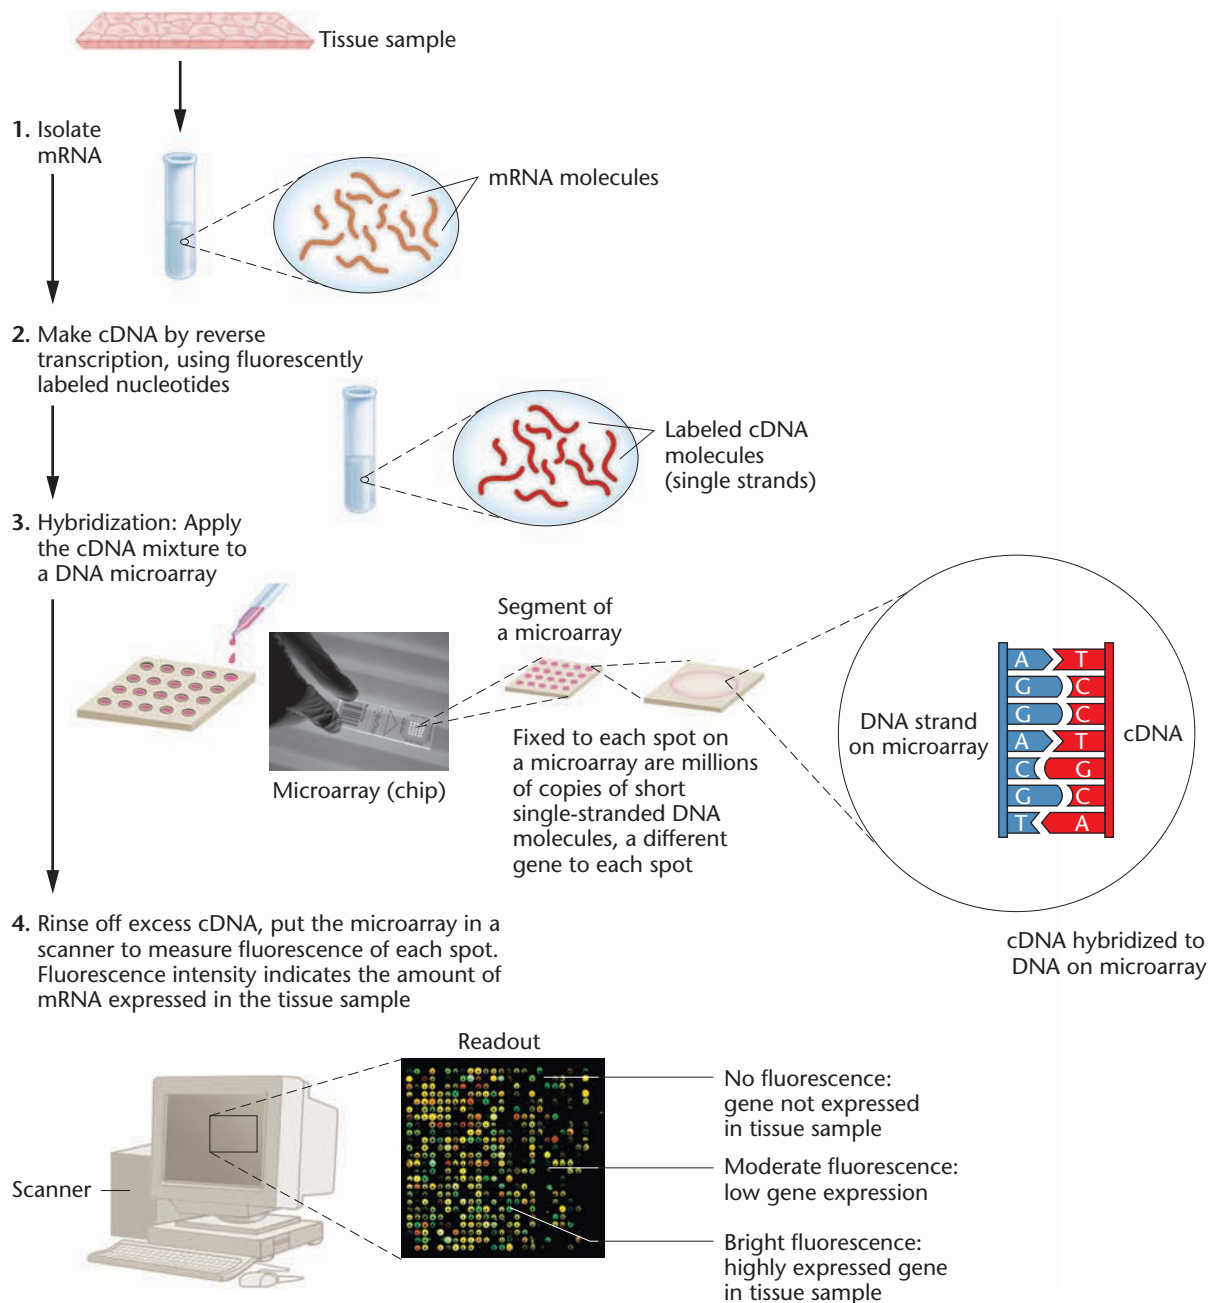 Tissue sample
1. Isolate
mRNA
mRNA molecules
2. Make cDNA by reverse
transcription, using fluorescently
labeled nucleotides
Labeled cDNA
molecules
(single strands)
3. Hybridization: Apply
the cDNA mixture to
a DNA microarray
Segment of
a microarray
Microarray (chip)
Fixed to each spot on
a microarray are millions
of copies of short
single-stranded DNA
molecules, a different
gene to each spot
DNA strand
on microarray
A T
G C
G C
A T
C G
G C
T A
cDNA
cDNA hybridized to
DNA on microarray
4. Rinse off excess cDNA, put the microarray in a
scanner to measure fluorescence of each spot.
Fluorescence intensity indicates the amount of
mRNA expressed in the tissue sample
Readout
Scanner
No fluorescence:
gene not expressed
in tissue sample
Moderate fluorescence:
low gene expression
Bright fluorescence:
highly expressed gene
in tissue sample